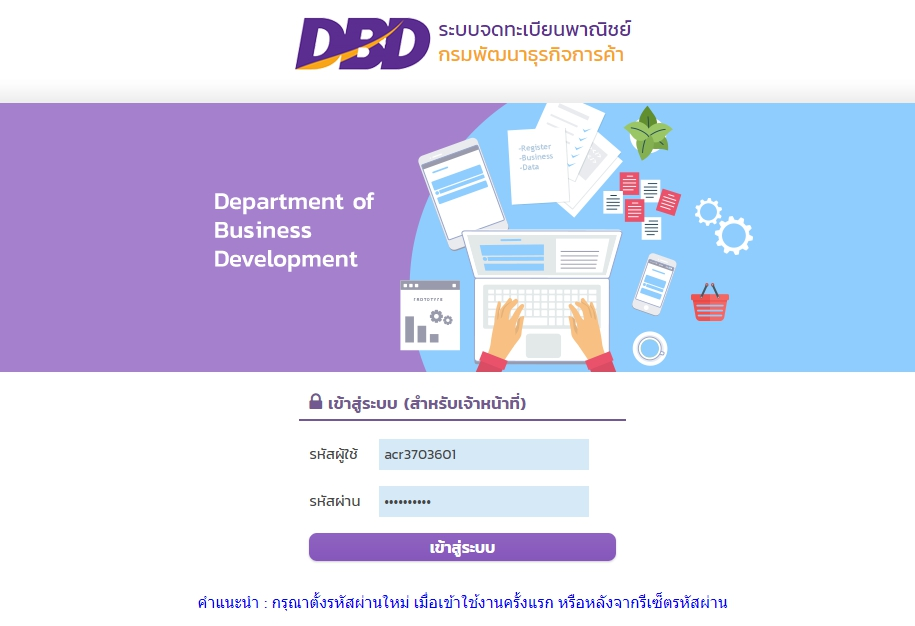 DBD
ระบบจดทะเบียนพาณิชย์
กรมพัฒนาธุรกิจการค้า
Department of
Business
Development
-Register
-Business
-Data
เข้าสู่ระบบ (สำหรับเจ้าหน้าที่)
รหัสผู้ใช้ acr3703601
รหัสผ่าน ••••••••••
เข้าสู่ระบบ
คำแนะนำ : กรุณาตั้งรหัสผ่านใหม่ เมื่อเข้าใช้งานครั้งแรก หรือหลังจากรีเซ็ตรหัสผ่าน